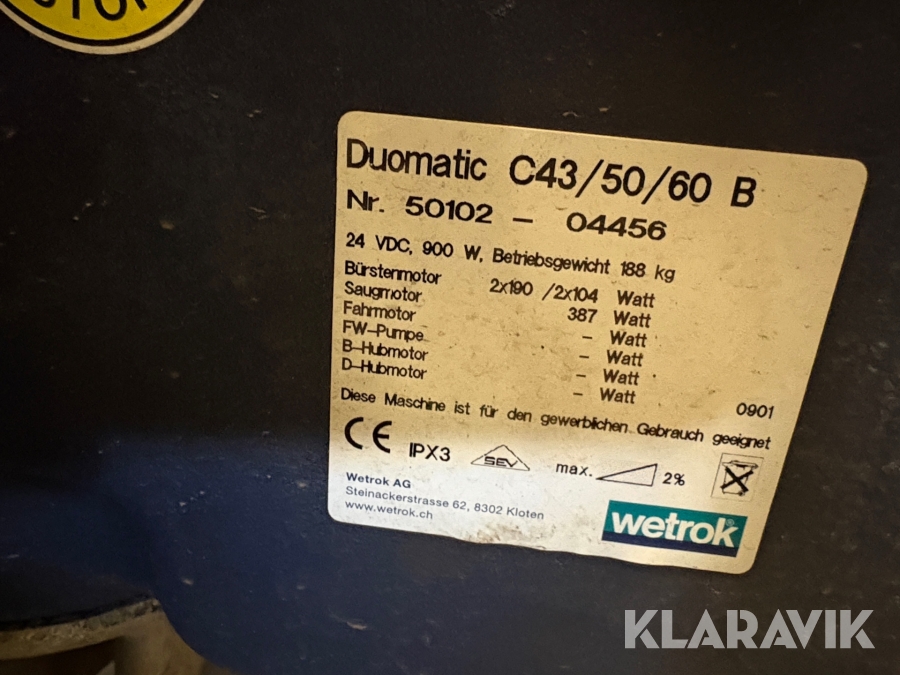 STOP
Duomatic C43/50/60 B
Nr. 50102 - 04456
24 VDC, 900 W, Betriebsgewicht 188 kg
Bürstenmotor 2x190 /2x104 Watt
Saugmotor 387 Watt
Fahrmotor - Watt
FW-Pumpe - Watt
B-Hubmotor - Watt
D-Hubmotor - Watt
0901
Diese Maschine ist für den gewerblichen Gebrauch geeignet
CE IPX3 SEV max. 2%
Wetrok AG
Steinackerstrasse 62, 8302 Kloten
www.wetrok.ch
wetrok®
KLARAVIK